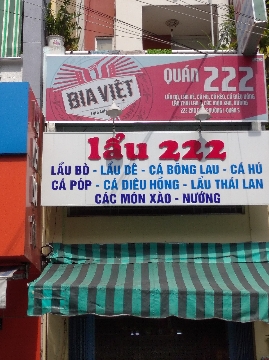 BIA VIỆT
QUÁN 222
lẩu 222
LẨU BÒ - LẨU DÊ - CÁ BÔNG LAU - CÁ HÚ
CÁ PÓP - CÁ DIÊU HỒNG - LẨU THÁI LAN
CÁC MÓN XÀO - NƯỚNG